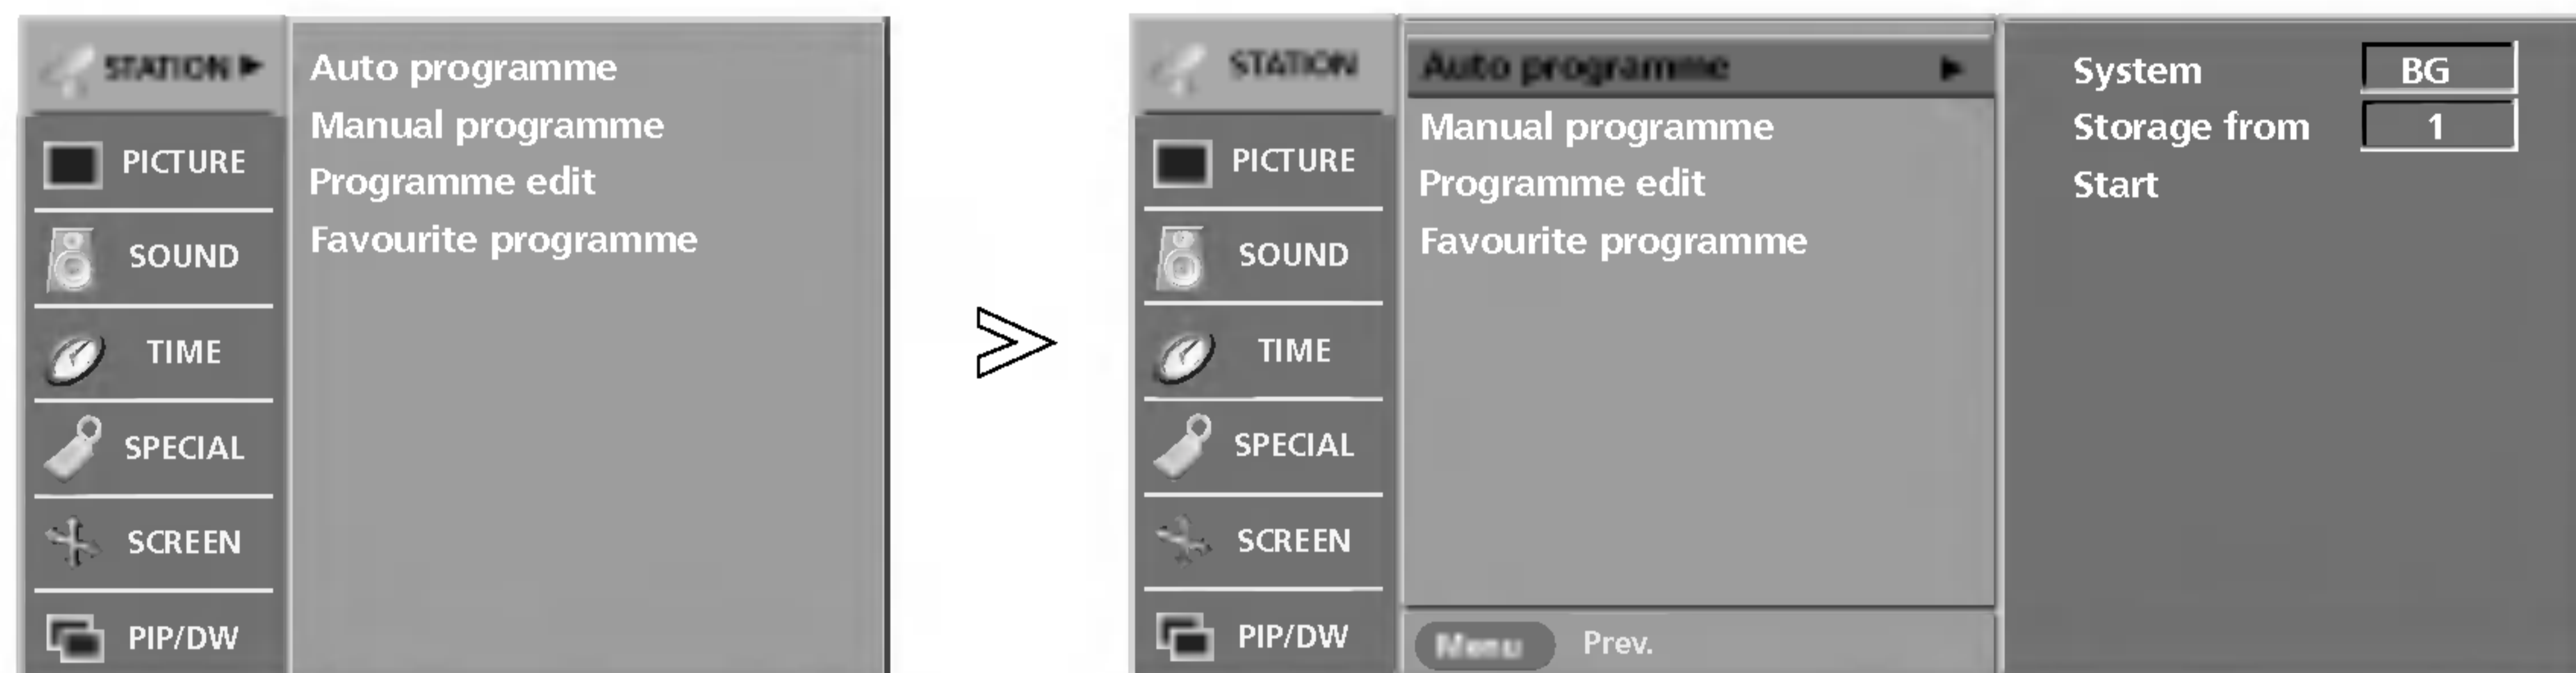 STATION ▶
PICTURE
SOUND
TIME
SPECIAL
SCREEN
PIP/DW
Auto programme
Manual programme
Programme edit
Favourite programme
STATION
PICTURE
SOUND
TIME
SPECIAL
SCREEN
PIP/DW
Auto programme ▶
Manual programme
Programme edit
Favourite programme
Menu Prev.
System BG
Storage from 1
Start